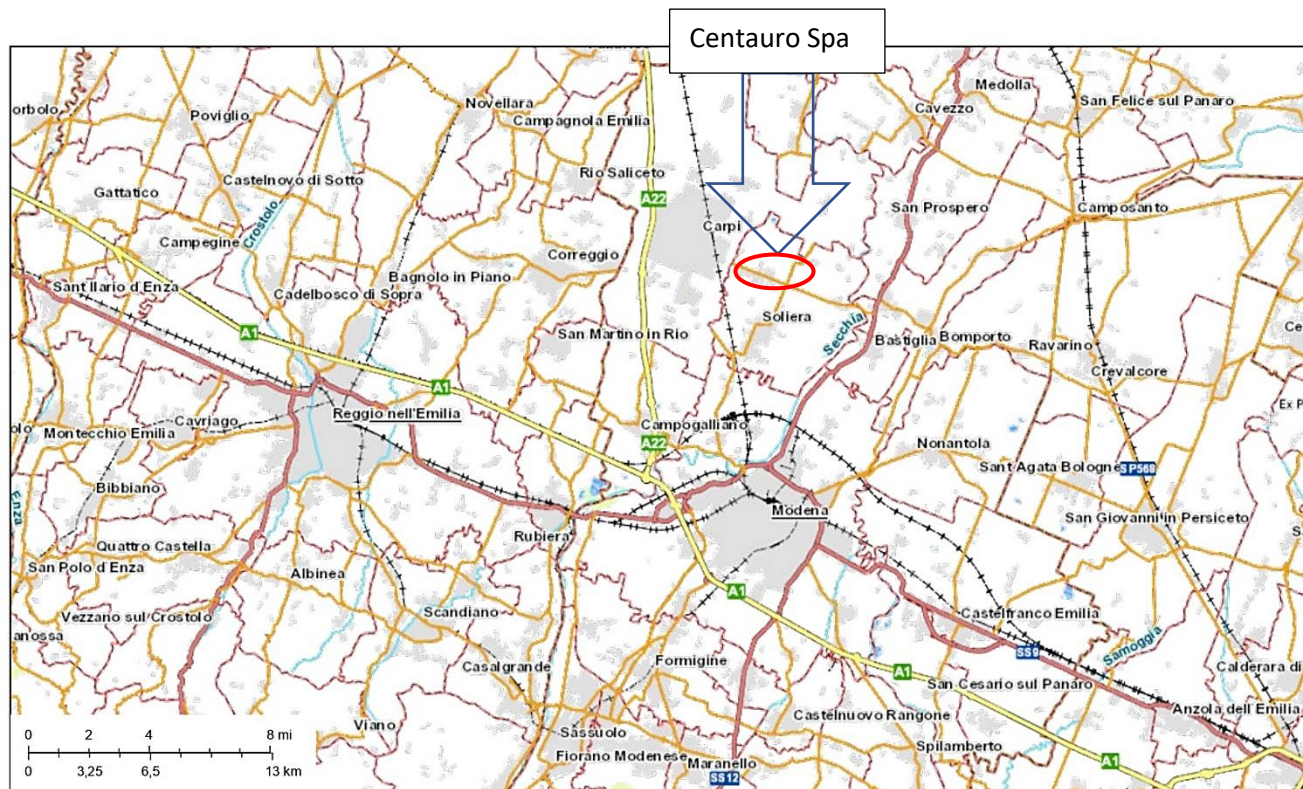 Centauro Spa
Medolla
Cavezzo
San Felice sul Panaro
orbolo
Poviglio
Novellara
Campagnola Emilia
Rio Saliceto
Gattatico
Castelnovo di Sotto
A22
San Prospero
Camposanto
Crostolo
Carpi
Campegine
Correggio
Bagnolo in Piano
Sant'Ilario d'Enza
Cadelbosco di Sopra
Soliera
Secchia
San Martino in Rio
Bastiglia
Bomporto
Ravarino
Ce
A1
Crevalcore
A1
Ex P
Cavriago
Reggio nell'Emilia
Campogalliano
olo
Montecchio Emilia
A22
Nonantola
Sant Agata Bolognese
SP568
Bibbiano
Enza
Modena
San Giovanni in Persiceto
S
Rubiera
Quattro Castella
San Polo d'Enza
Albinea
A1
Vezzano sul Crostolo
Scandiano
Castelfranco Emilia
anossa
SS9
Samoggia
Casalgrande
Formigine
A1
Calderara di
San Cesario sul Panaro
Viano
Castelnuovo Rangone
Anzola dell'Emilia
Sassuolo
Spilamberto
Fiorano Modenese
Maranello
A1
SS12
0 2 4 8 mi
0 3,25 6,5 13 km